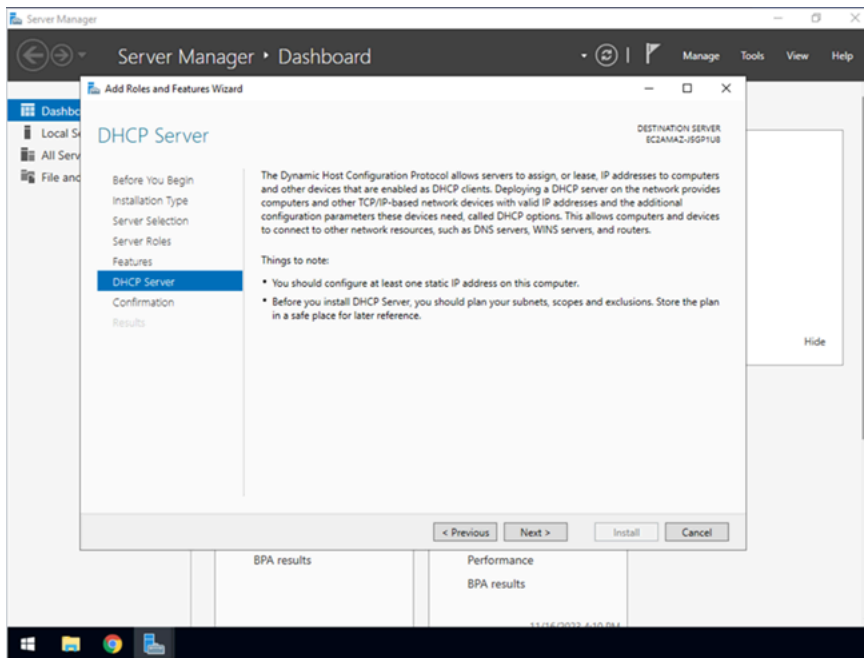 Server Manager
Server Manager • Dashboard
Manage Tools View Help
Add Roles and Features Wizard
Dashbo
Local Se
All Serv
File and
DHCP Server
DESTINATION SERVER
EC2AMAZ-J5GP1U8
Before You Begin
Installation Type
Server Selection
Server Roles
Features
DHCP Server
Confirmation
Results
The Dynamic Host Configuration Protocol allows servers to assign, or lease, IP addresses to computers
and other devices that are enabled as DHCP clients. Deploying a DHCP server on the network provides
computers and other TCP/IP-based network devices with valid IP addresses and the additional
configuration parameters these devices need, called DHCP options. This allows computers and devices
to connect to other network resources, such as DNS servers, WINS servers, and routers.
Things to note:
• You should configure at least one static IP address on this computer.
• Before you install DHCP Server, you should plan your subnets, scopes and exclusions. Store the plan
in a safe place for later reference.
Hide
< Previous Next > Install Cancel
BPA results
Performance
BPA results
11/16/2023 4:10 PM